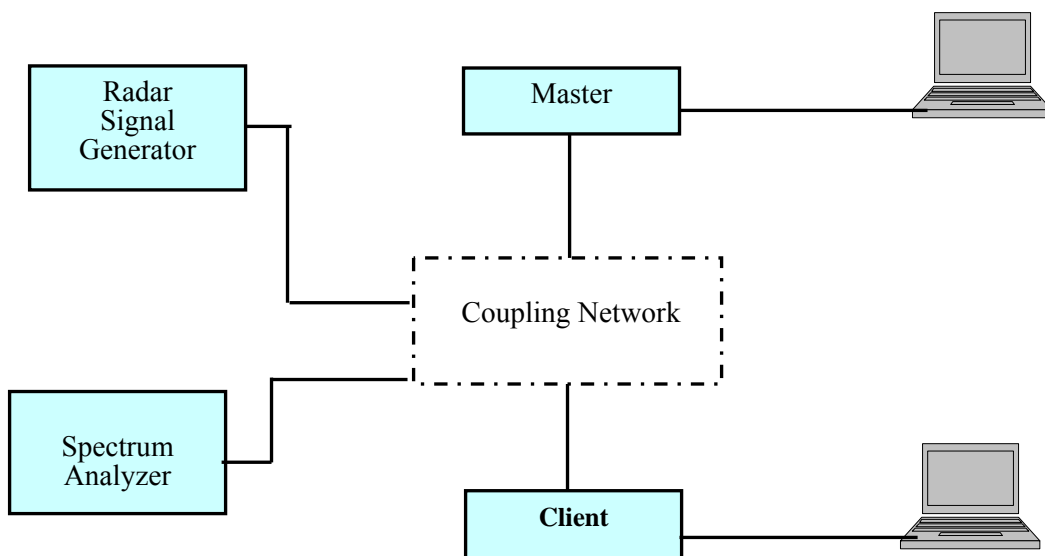 Radar
Signal
Generator
Master
Coupling Network
Spectrum
Analyzer
Client